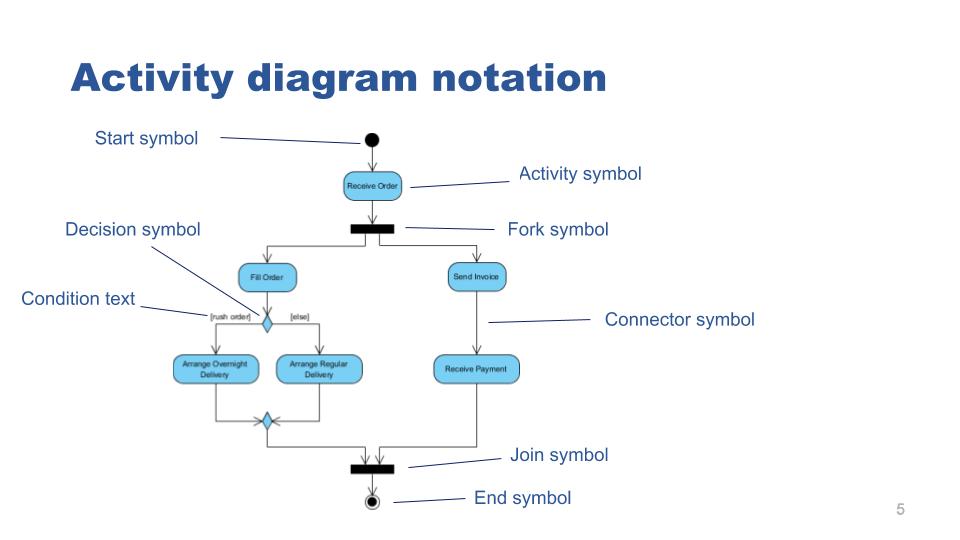 Activity diagram notation
Start symbol
Activity symbol
Receive Order
Decision symbol
Fork symbol
Fill Order
Send Invoice
Condition text
[rush order]
[else]
Connector symbol
Arrange Overnight
Delivery
Arrange Regular
Delivery
Receive Payment
Join symbol
End symbol
5